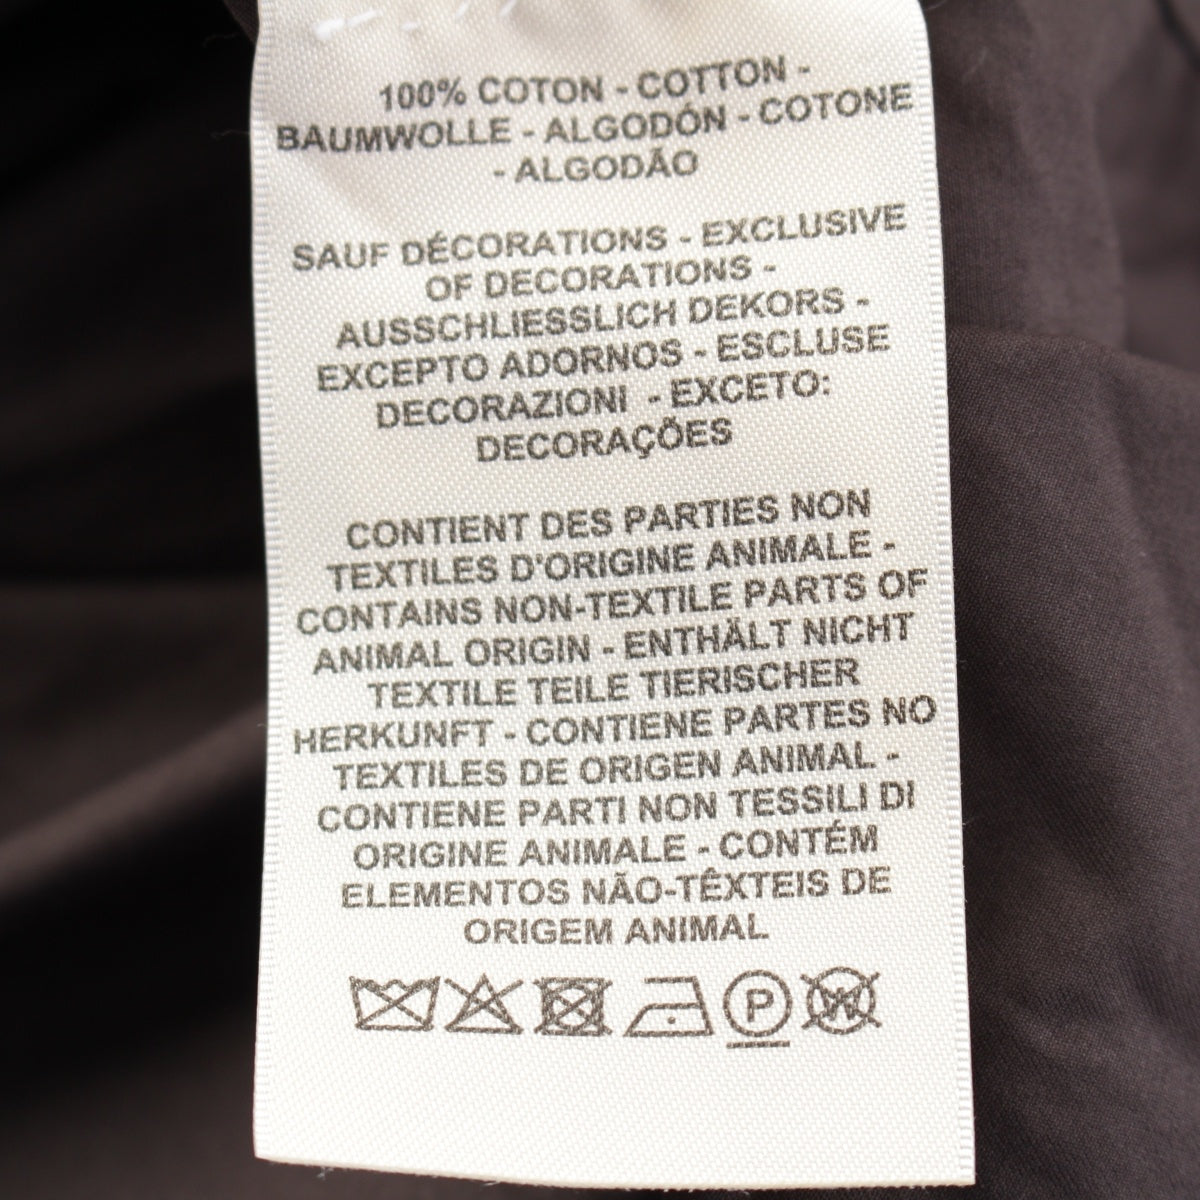 100% COTON - COTTON -
BAUMWOLLE - ALGODÓN - COTONE
- ALGODÃO
SAUF DÉCORATIONS - EXCLUSIVE
OF DECORATIONS -
AUSSCHLIESSLICH DEKORS -
EXCEPTO ADORNOS - ESCLUSE
DECORAZIONI - EXCETO:
DECORAÇÕES
CONTIENT DES PARTIES NON
TEXTILES D'ORIGINE ANIMALE -
CONTAINS NON-TEXTILE PARTS OF
ANIMAL ORIGIN - ENTHÄLT NICHT
TEXTILE TEILE TIERISCHER
HERKUNFT - CONTIENE PARTES NO
TEXTILES DE ORIGEN ANIMAL -
CONTIENE PARTI NON TESSILI DI
ORIGINE ANIMALE - CONTÉM
ELEMENTOS NÃO-TÊXTEIS DE
ORIGEM ANIMAL
P W